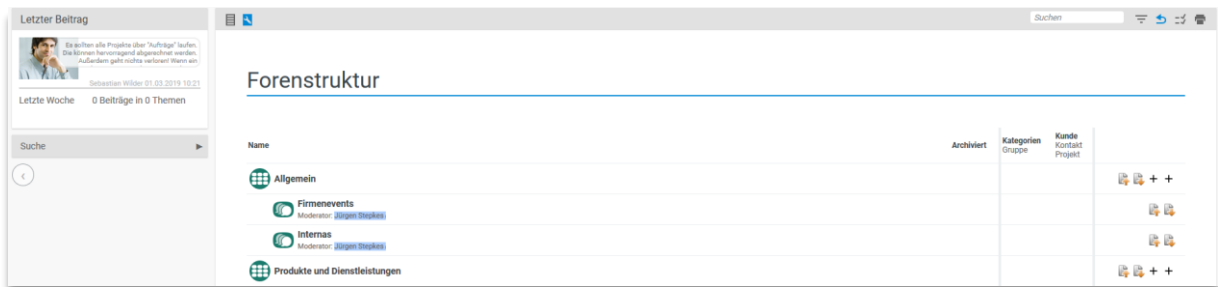 Letzter Beitrag
Es sollten alle Projekte über "Aufträge" laufen.
Die können hervorragend abgerechnet werden.
Außerdem geht nichts verloren! Wenn ein
Sebastien Wilder 01.03.2019 10:21
Letzte Woche 0 Beiträge in 0 Themen
Suche
Suchen
Forenstruktur
Name Archiviert Kategorien Kunde
Gruppe Kontakt
Projekt
Allgemein
Firmenevents
Moderator: Jürgen Stepkes
Internas
Moderator: Jürgen Stepkes
Produkte und Dienstleistungen